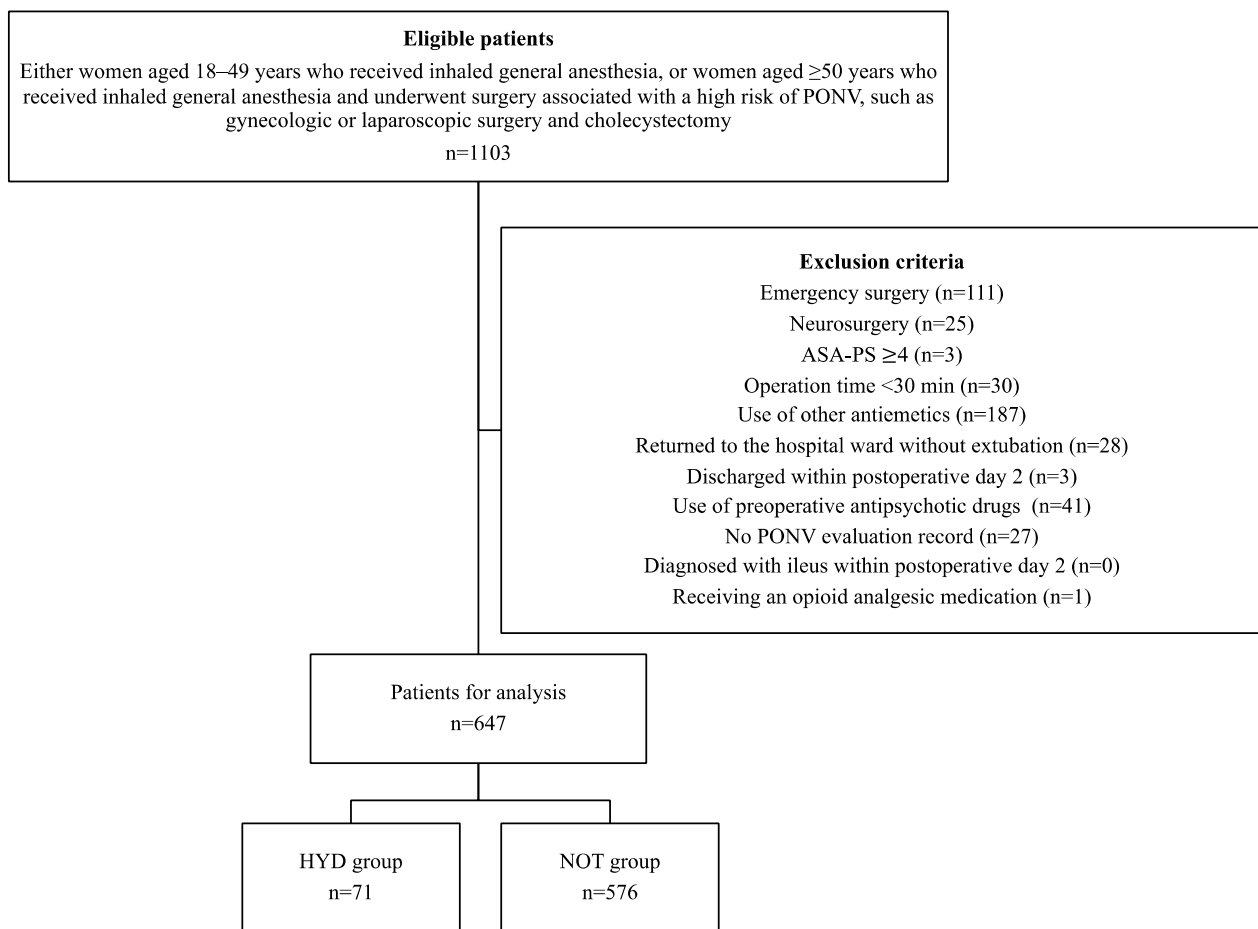 Eligible patients
Either women aged 18–49 years who received inhaled general anesthesia, or women aged ≥50 years who
received inhaled general anesthesia and underwent surgery associated with a high risk of PONV, such as
gynecologic or laparoscopic surgery and cholecystectomy
n=1103
Exclusion criteria
Emergency surgery (n=111)
Neurosurgery (n=25)
ASA-PS ≥4 (n=3)
Operation time <30 min (n=30)
Use of other antiemetics (n=187)
Returned to the hospital ward without extubation (n=28)
Discharged within postoperative day 2 (n=3)
Use of preoperative antipsychotic drugs (n=41)
No PONV evaluation record (n=27)
Diagnosed with ileus within postoperative day 2 (n=0)
Receiving an opioid analgesic medication (n=1)
Patients for analysis
n=647
HYD group
n=71
NOT group
n=576